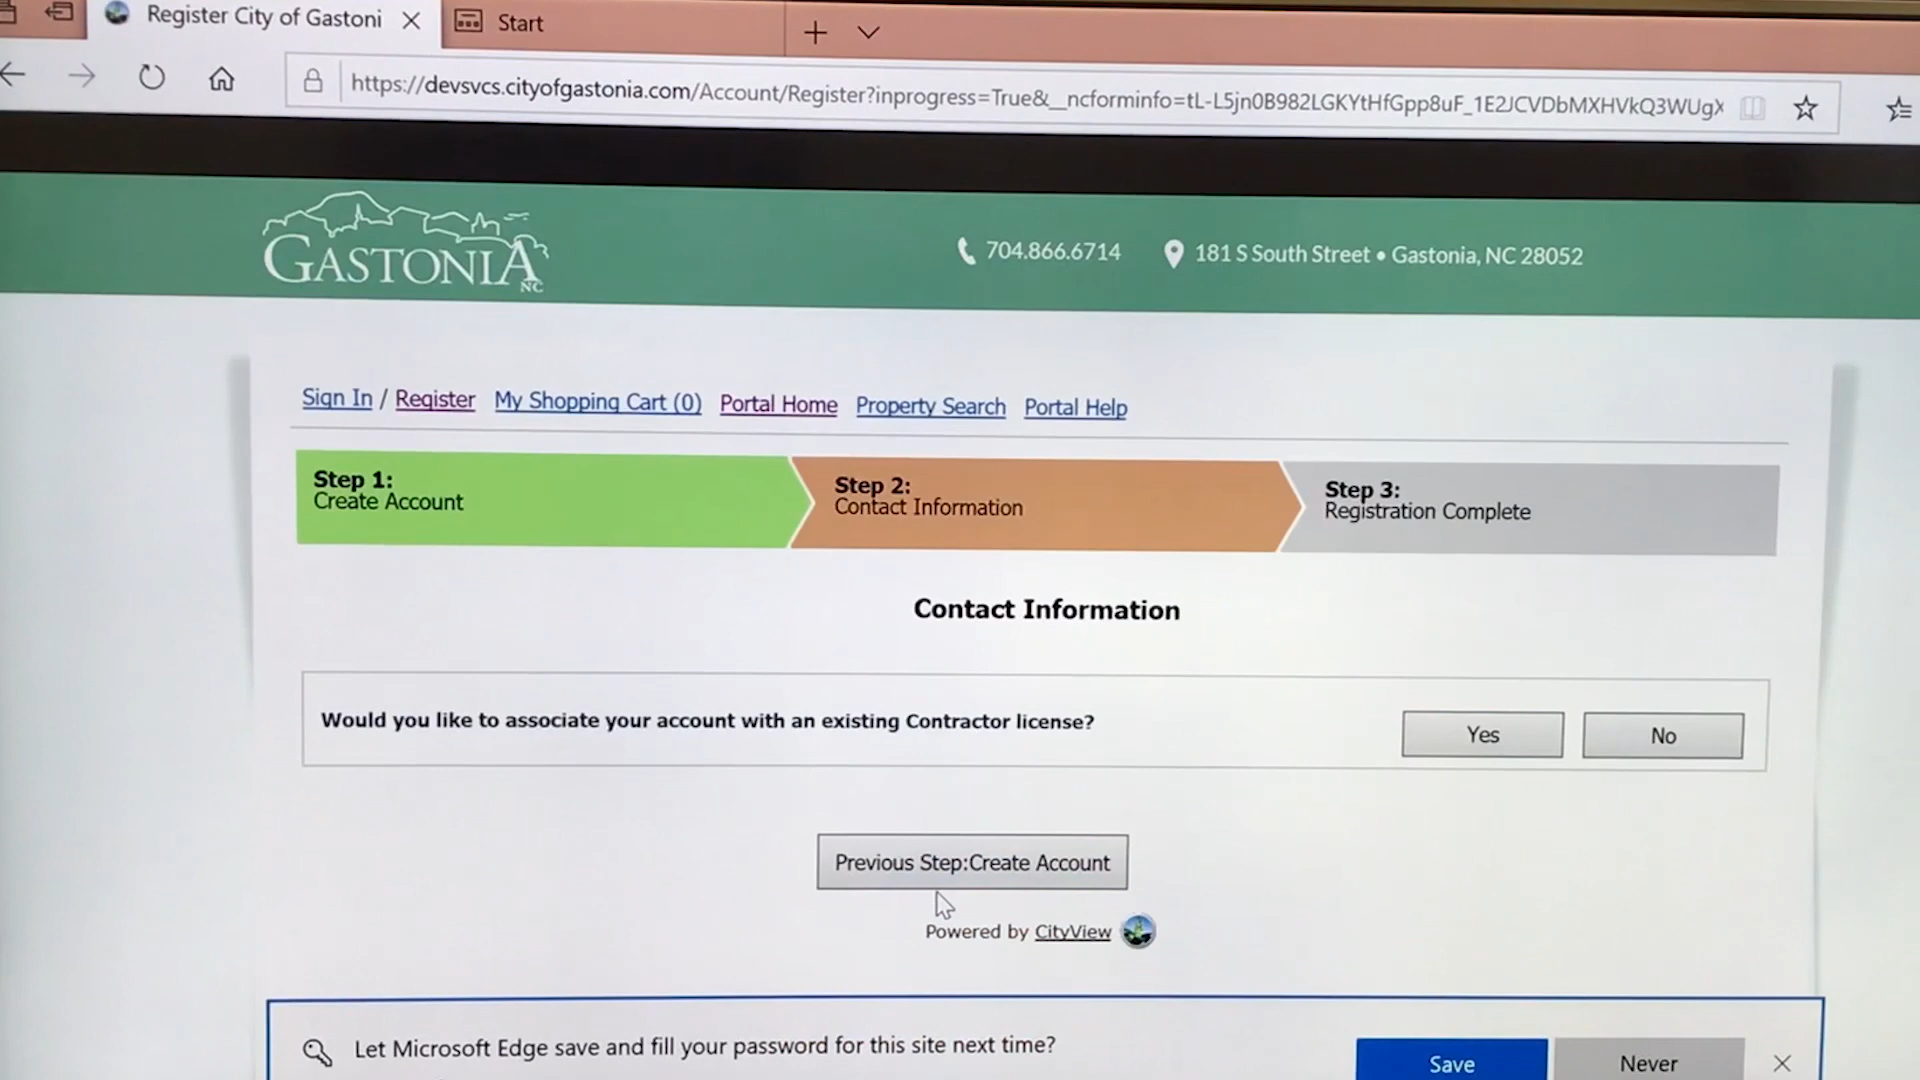 Register City of Gastoni
Start
https://devsvcs.cityofgastonia.com/Account/Register?inprogress=True&__ncforminfo=tL-L5jn0B982LGKYtHfGpp8uF_1E2JCVDbMXHVkQ3WUgX
GASTONIA
NC
704.866.6714
181 S South Street • Gastonia, NC 28052
Sign In / Register My Shopping Cart (0) Portal Home Property Search Portal Help
Step 1:
Create Account
Step 2:
Contact Information
Step 3:
Registration Complete
Contact Information
Would you like to associate your account with an existing Contractor license?
Yes
No
Previous Step:Create Account
Powered by CityView
Let Microsoft Edge save and fill your password for this site next time?
Save
Never